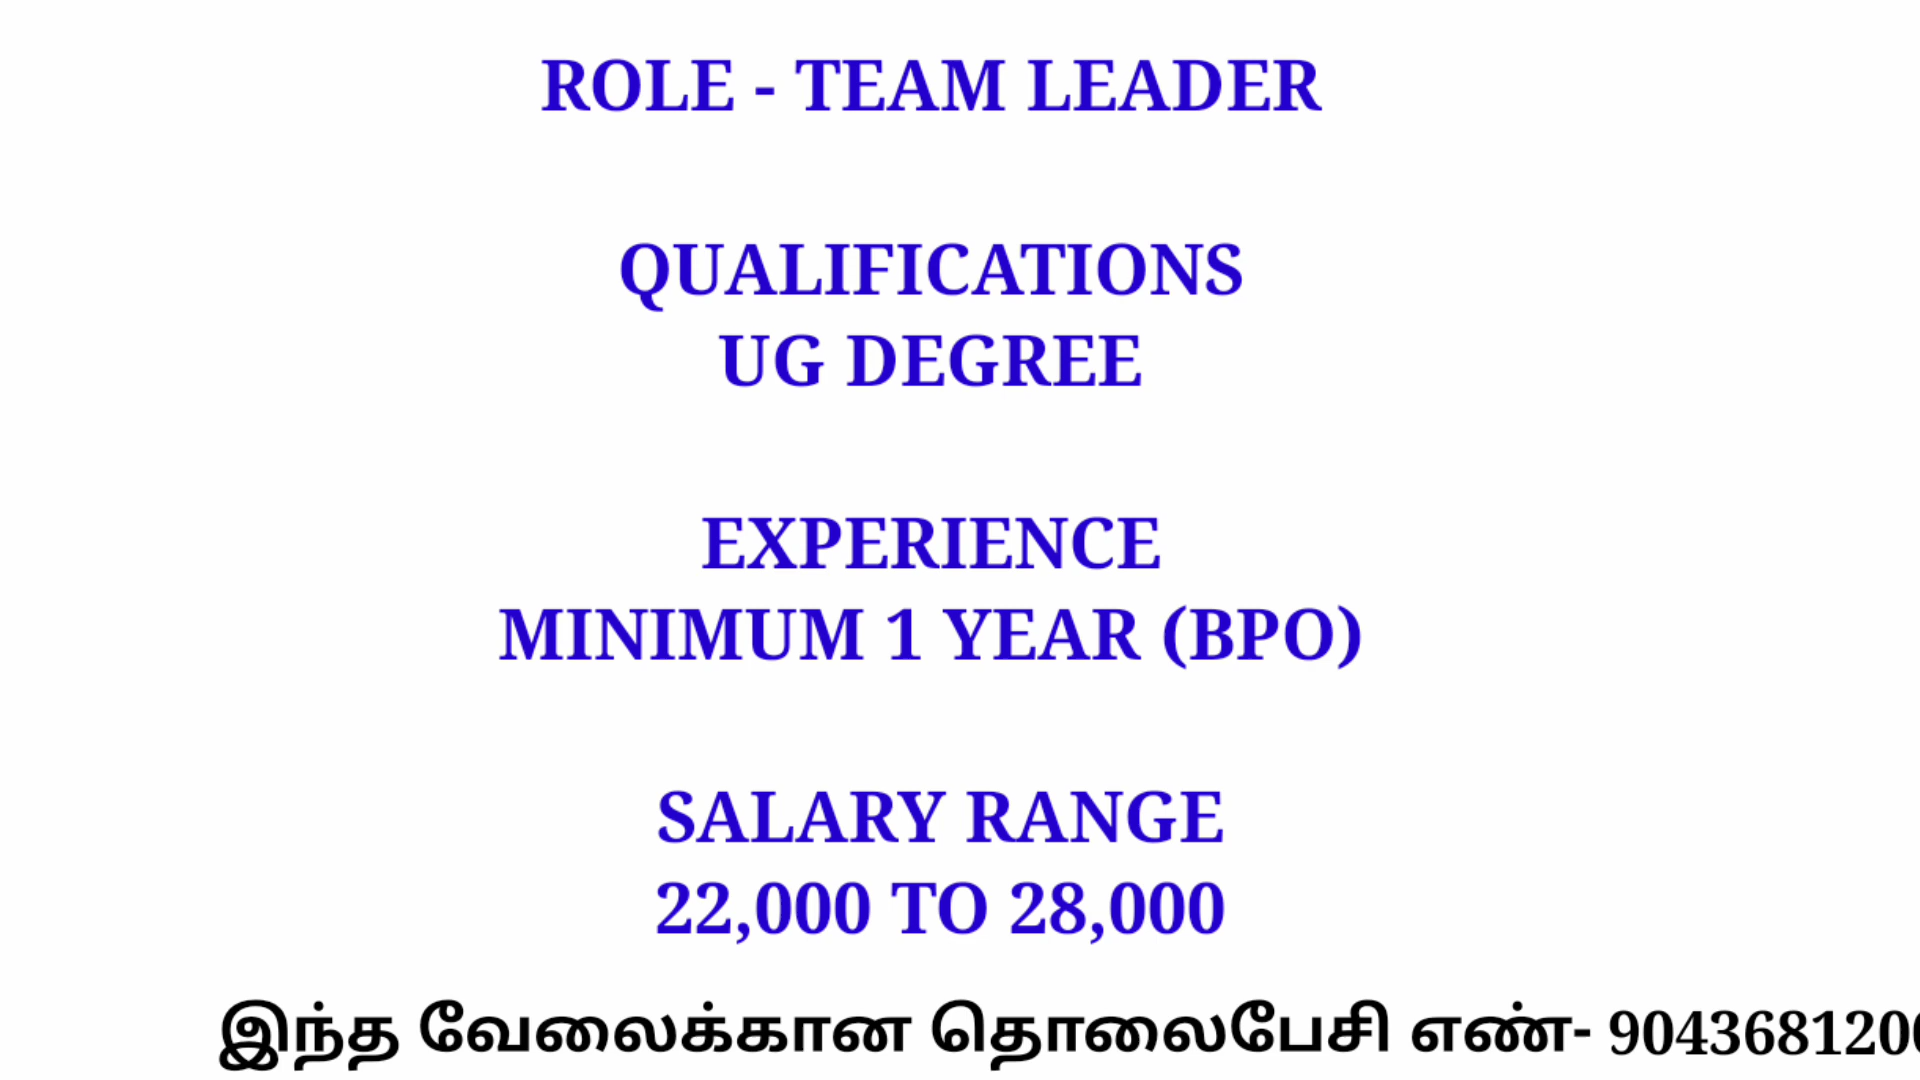 ROLE - TEAM LEADER
QUALIFICATIONS
UG DEGREE
EXPERIENCE
MINIMUM 1 YEAR (BPO)
SALARY RANGE
22,000 TO 28,000
இந்த வேலைக்கான தொலைபேசி எண்- 9043681200